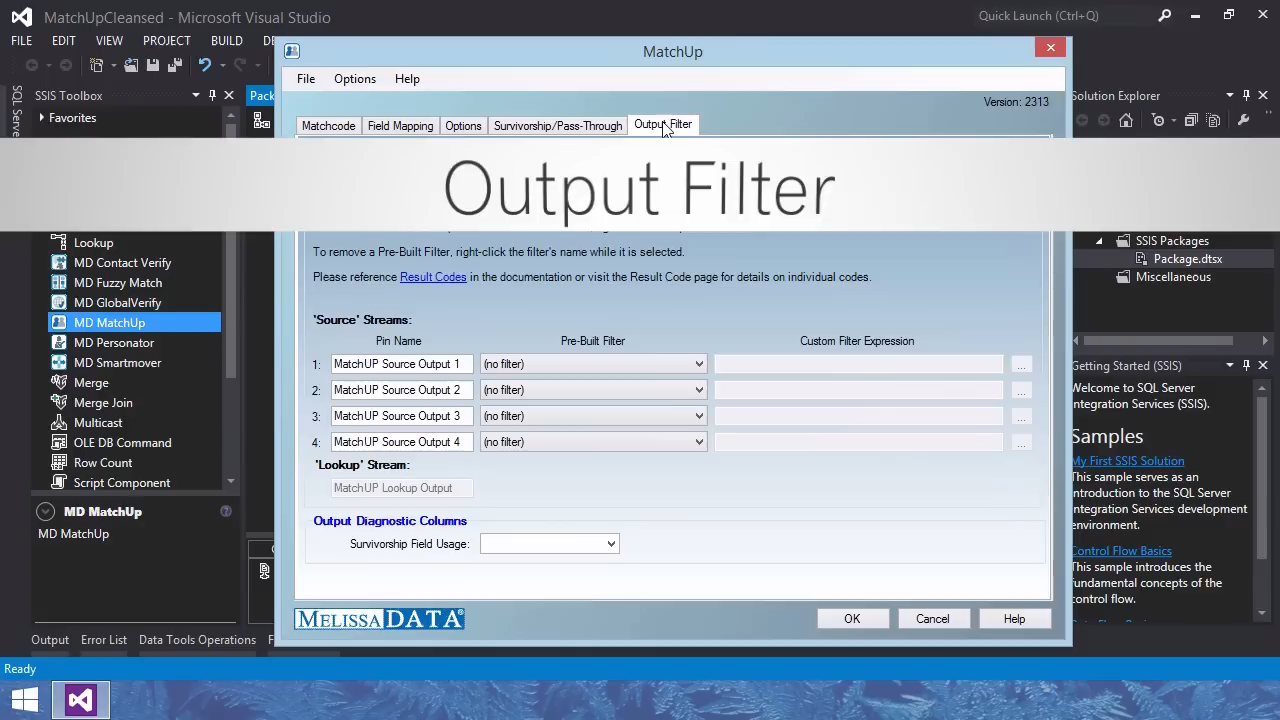 MatchUpCleansed - Microsoft Visual Studio
Quick Launch (Ctrl+Q)
FILE EDIT VIEW PROJECT BUILD
MatchUp
File Options Help
Version: 2313
SSIS Toolbox
Favorites
SQL Serve
Pac
Matchcode Field Mapping Options Survivorship/Pass-Through Output Filter
Solution Explorer
Output Filter
Lookup
MD Contact Verify
MD Fuzzy Match
MD GlobalVerify
MD MatchUp
MD Personator
MD Smartmover
Merge
Merge Join
Multicast
OLE DB Command
Row Count
Script Component
MD MatchUp
MD MatchUp
To remove a Pre-Built Filter, right-click the filter's name while it is selected.
Please reference Result Codes in the documentation or visit the Result Code page for details on individual codes.
'Source' Streams:
Pin Name Pre-Built Filter Custom Filter Expression
1: MatchUP Source Output 1 (no filter) ...
2: MatchUP Source Output 2 (no filter) ...
3: MatchUP Source Output 3 (no filter) ...
4: MatchUP Source Output 4 (no filter) ...
'Lookup' Stream:
MatchUP Lookup Output
Output Diagnostic Columns
Survivorship Field Usage:
MELISSA DATA®
OK Cancel Help
SSIS Packages
Package.dtsx
Miscellaneous
Getting Started (SSIS)
Welcome to SQL Server
Integration Services (SSIS).
Samples
My First SSIS Solution
This sample serves as an
introduction to the SQL Server
Integration Services development
environment.
Control Flow Basics
This sample introduces the
fundamental concepts of the
control flow.
Output Error List Data Tools Operations
Ready